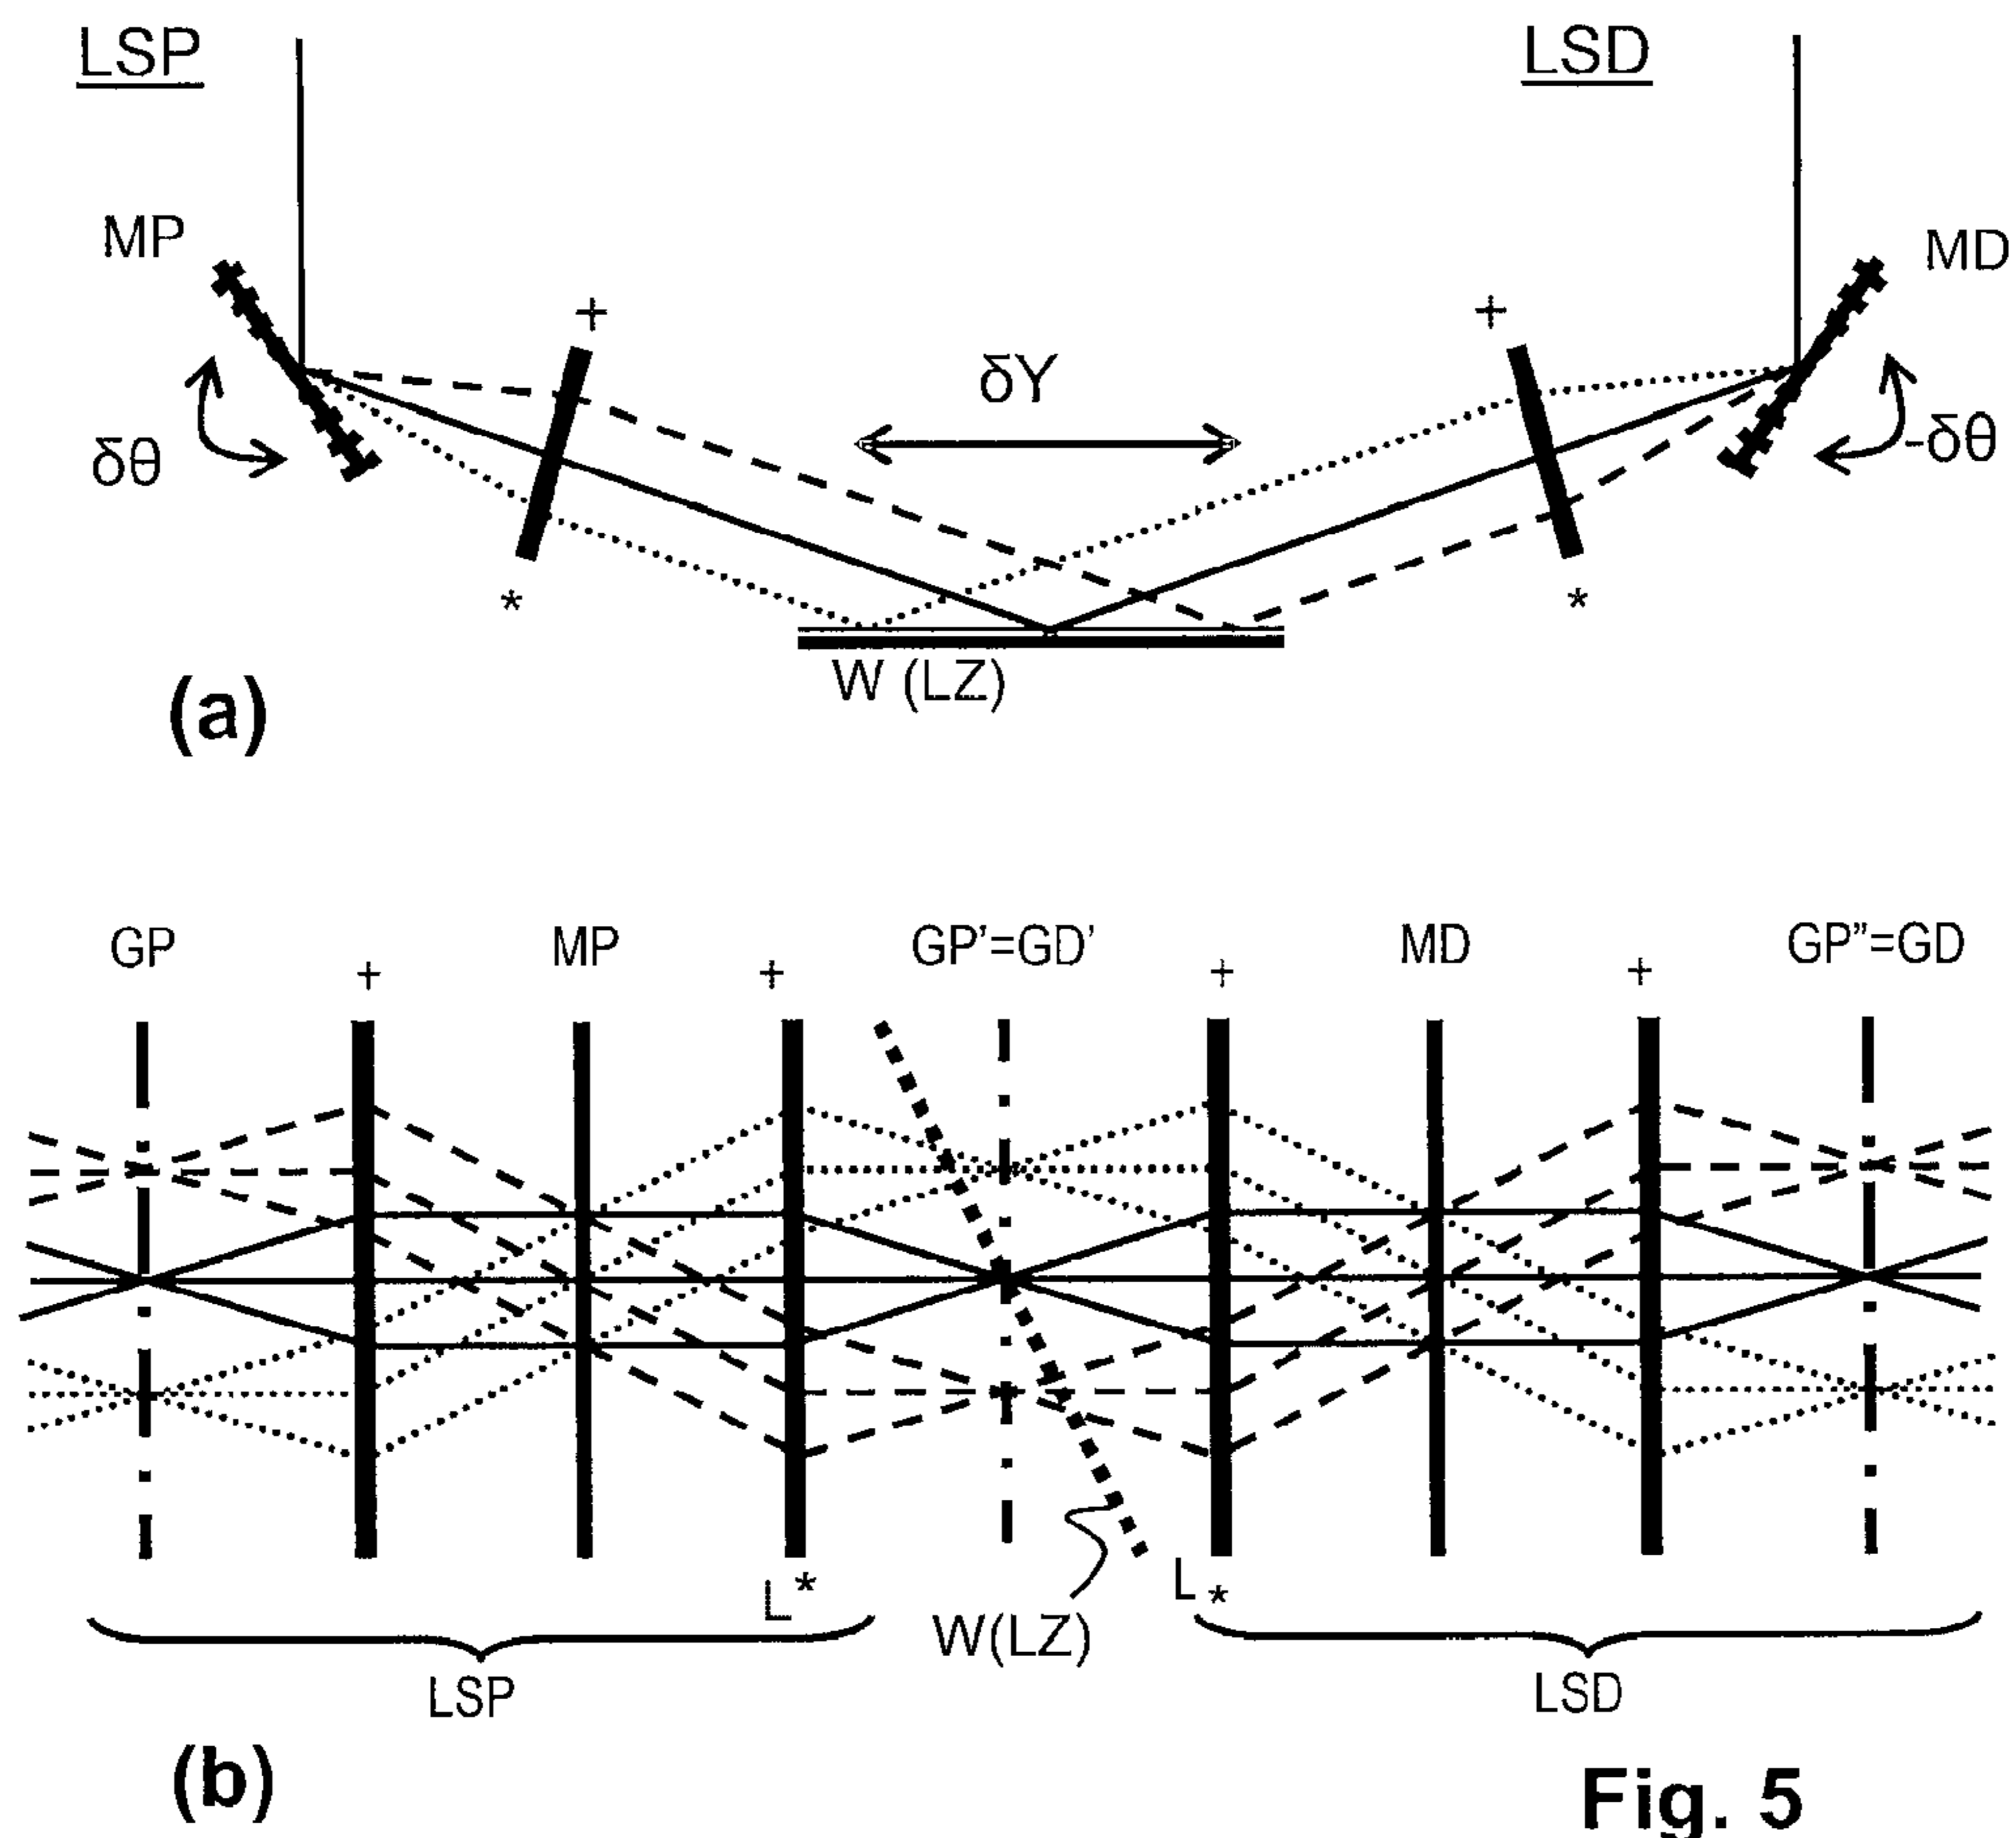 LSP LSD
MP MD
+ +
δY
δθ -δθ
* *
W (LZ)
(a)
GP MP GP'=GD' MD GP"=GD
+ + + +
L* L*
W(LZ)
LSP LSD
(b)
Fig. 5